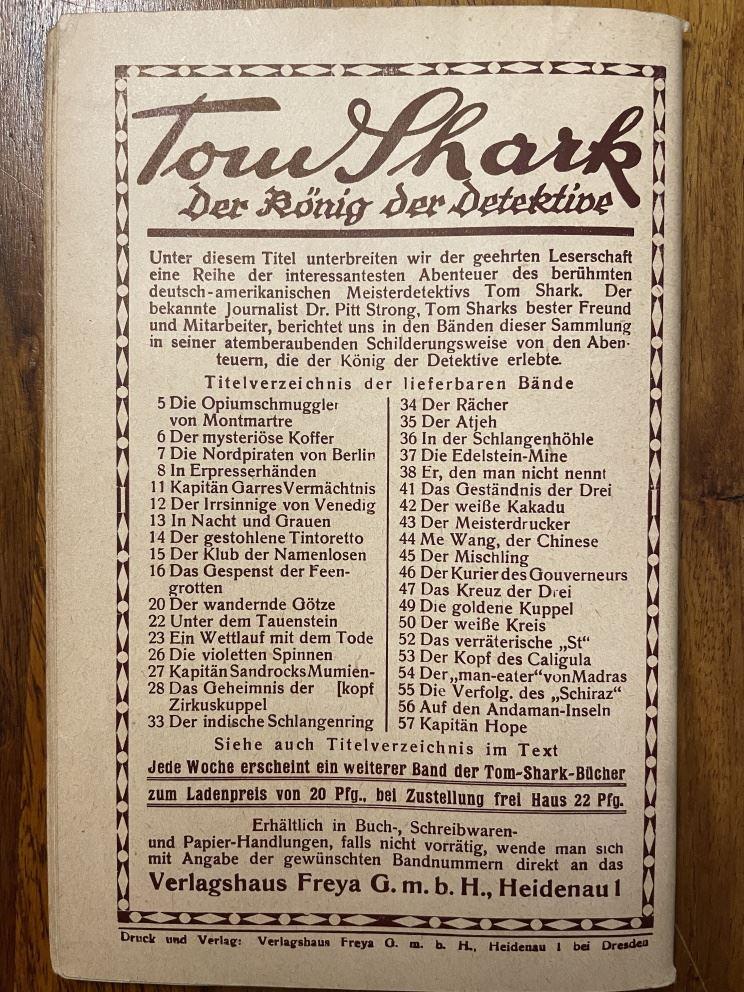 Tom Shark
Der König der Detektive
Unter diesem Titel unterbreiten wir der geehrten Leserschaft
eine Reihe der interessantesten Abenteuer des berühmten
deutsch-amerikanischen Meisterdetektivs Tom Shark. Der
bekannte Journalist Dr. Pitt Strong, Tom Sharks bester Freund
und Mitarbeiter, berichtet uns in den Bänden dieser Sammlung
in seiner atemberaubenden Schilderungsweise von den Aben-
teuern, die der König der Detektive erlebte.
Titelverzeichnis der lieferbaren Bände
5 Die Opiumschmuggler
von Montmartre
6 Der mysteriöse Koffer
7 Die Nordpiraten von Berlin
8 In Erpresserhänden
11 Kapitän Garres Vermächtnis
12 Der Irrsinnige von Venedig
13 In Nacht und Grauen
14 Der gestohlene Tintoretto
15 Der Klub der Namenlosen
16 Das Gespenst der Feen-
grotten
20 Der wandernde Götze
22 Unter dem Tauenstein
23 Ein Wettlauf mit dem Tode
26 Die violetten Spinnen
27 Kapitän Sandrocks Mumien-
28 Das Geheimnis der [kopf
Zirkuskuppel
33 Der indische Schlangenring
34 Der Rächer
35 Der Atjeh
36 In der Schlangenhöhle
37 Die Edelstein-Mine
38 Er, den man nicht nennt
41 Das Geständnis der Drei
42 Der weiße Kakadu
43 Der Meisterdrucker
44 Me Wang, der Chinese
45 Der Mischling
46 Der Kurier des Gouverneurs
47 Das Kreuz der Drei
49 Die goldene Kuppel
50 Der weiße Kreis
52 Das verräterische „St“
53 Der Kopf des Caligula
54 Der „man-eater“ von Madras
55 Die Verfolg. des „Schiraz“
56 Auf den Andaman-Inseln
57 Kapitän Hope
Siehe auch Titelverzeichnis im Text
Jede Woche erscheint ein weiterer Band der Tom-Shark-Bücher
zum Ladenpreis von 20 Pfg., bei Zustellung frei Haus 22 Pfg.
Erhältlich in Buch-, Schreibwaren-
und Papier-Handlungen, falls nicht vorrätig, wende man sich
mit Angabe der gewünschten Bandnummern direkt an das
Verlagshaus Freya G. m. b. H., Heidenau 1
Druck und Verlag: Verlagshaus Freya G. m. b. H., Heidenau 1 bei Dresden